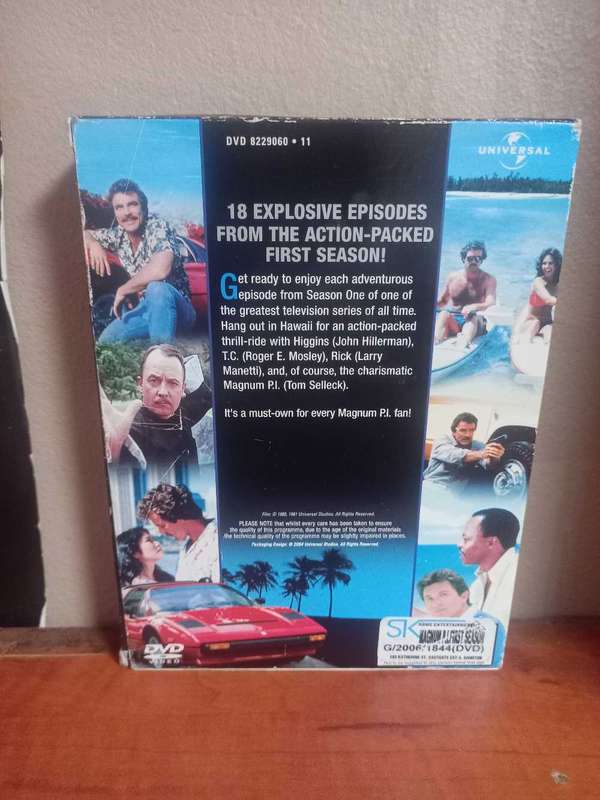 DVD 8229060 • 11
UNIVERSAL
18 EXPLOSIVE EPISODES
FROM THE ACTION-PACKED
FIRST SEASON!
Get ready to enjoy each adventurous
episode from Season One of one of
the greatest television series of all time.
Hang out in Hawaii for an action-packed
thrill-ride with Higgins (John Hillerman),
T.C. (Roger E. Mosley), Rick (Larry
Manetti), and, of course, the charismatic
Magnum P.I. (Tom Selleck).
It's a must-own for every Magnum P.I. fan!
Film: © 1980, 1981 Universal Studios. All Rights Reserved.
PLEASE NOTE that whilst every care has been taken to ensure
the quality of this programme, due to the age of the original materials
the technical quality of the programme may be slightly impaired in places.
Packaging Design: © 2004 Universal Studios. All Rights Reserved.
SK HOME ENTERTAINMENT
MAGNUM P.I.FIRST SEASON
G/2006/1844(DVD)
DVD
VIDEO